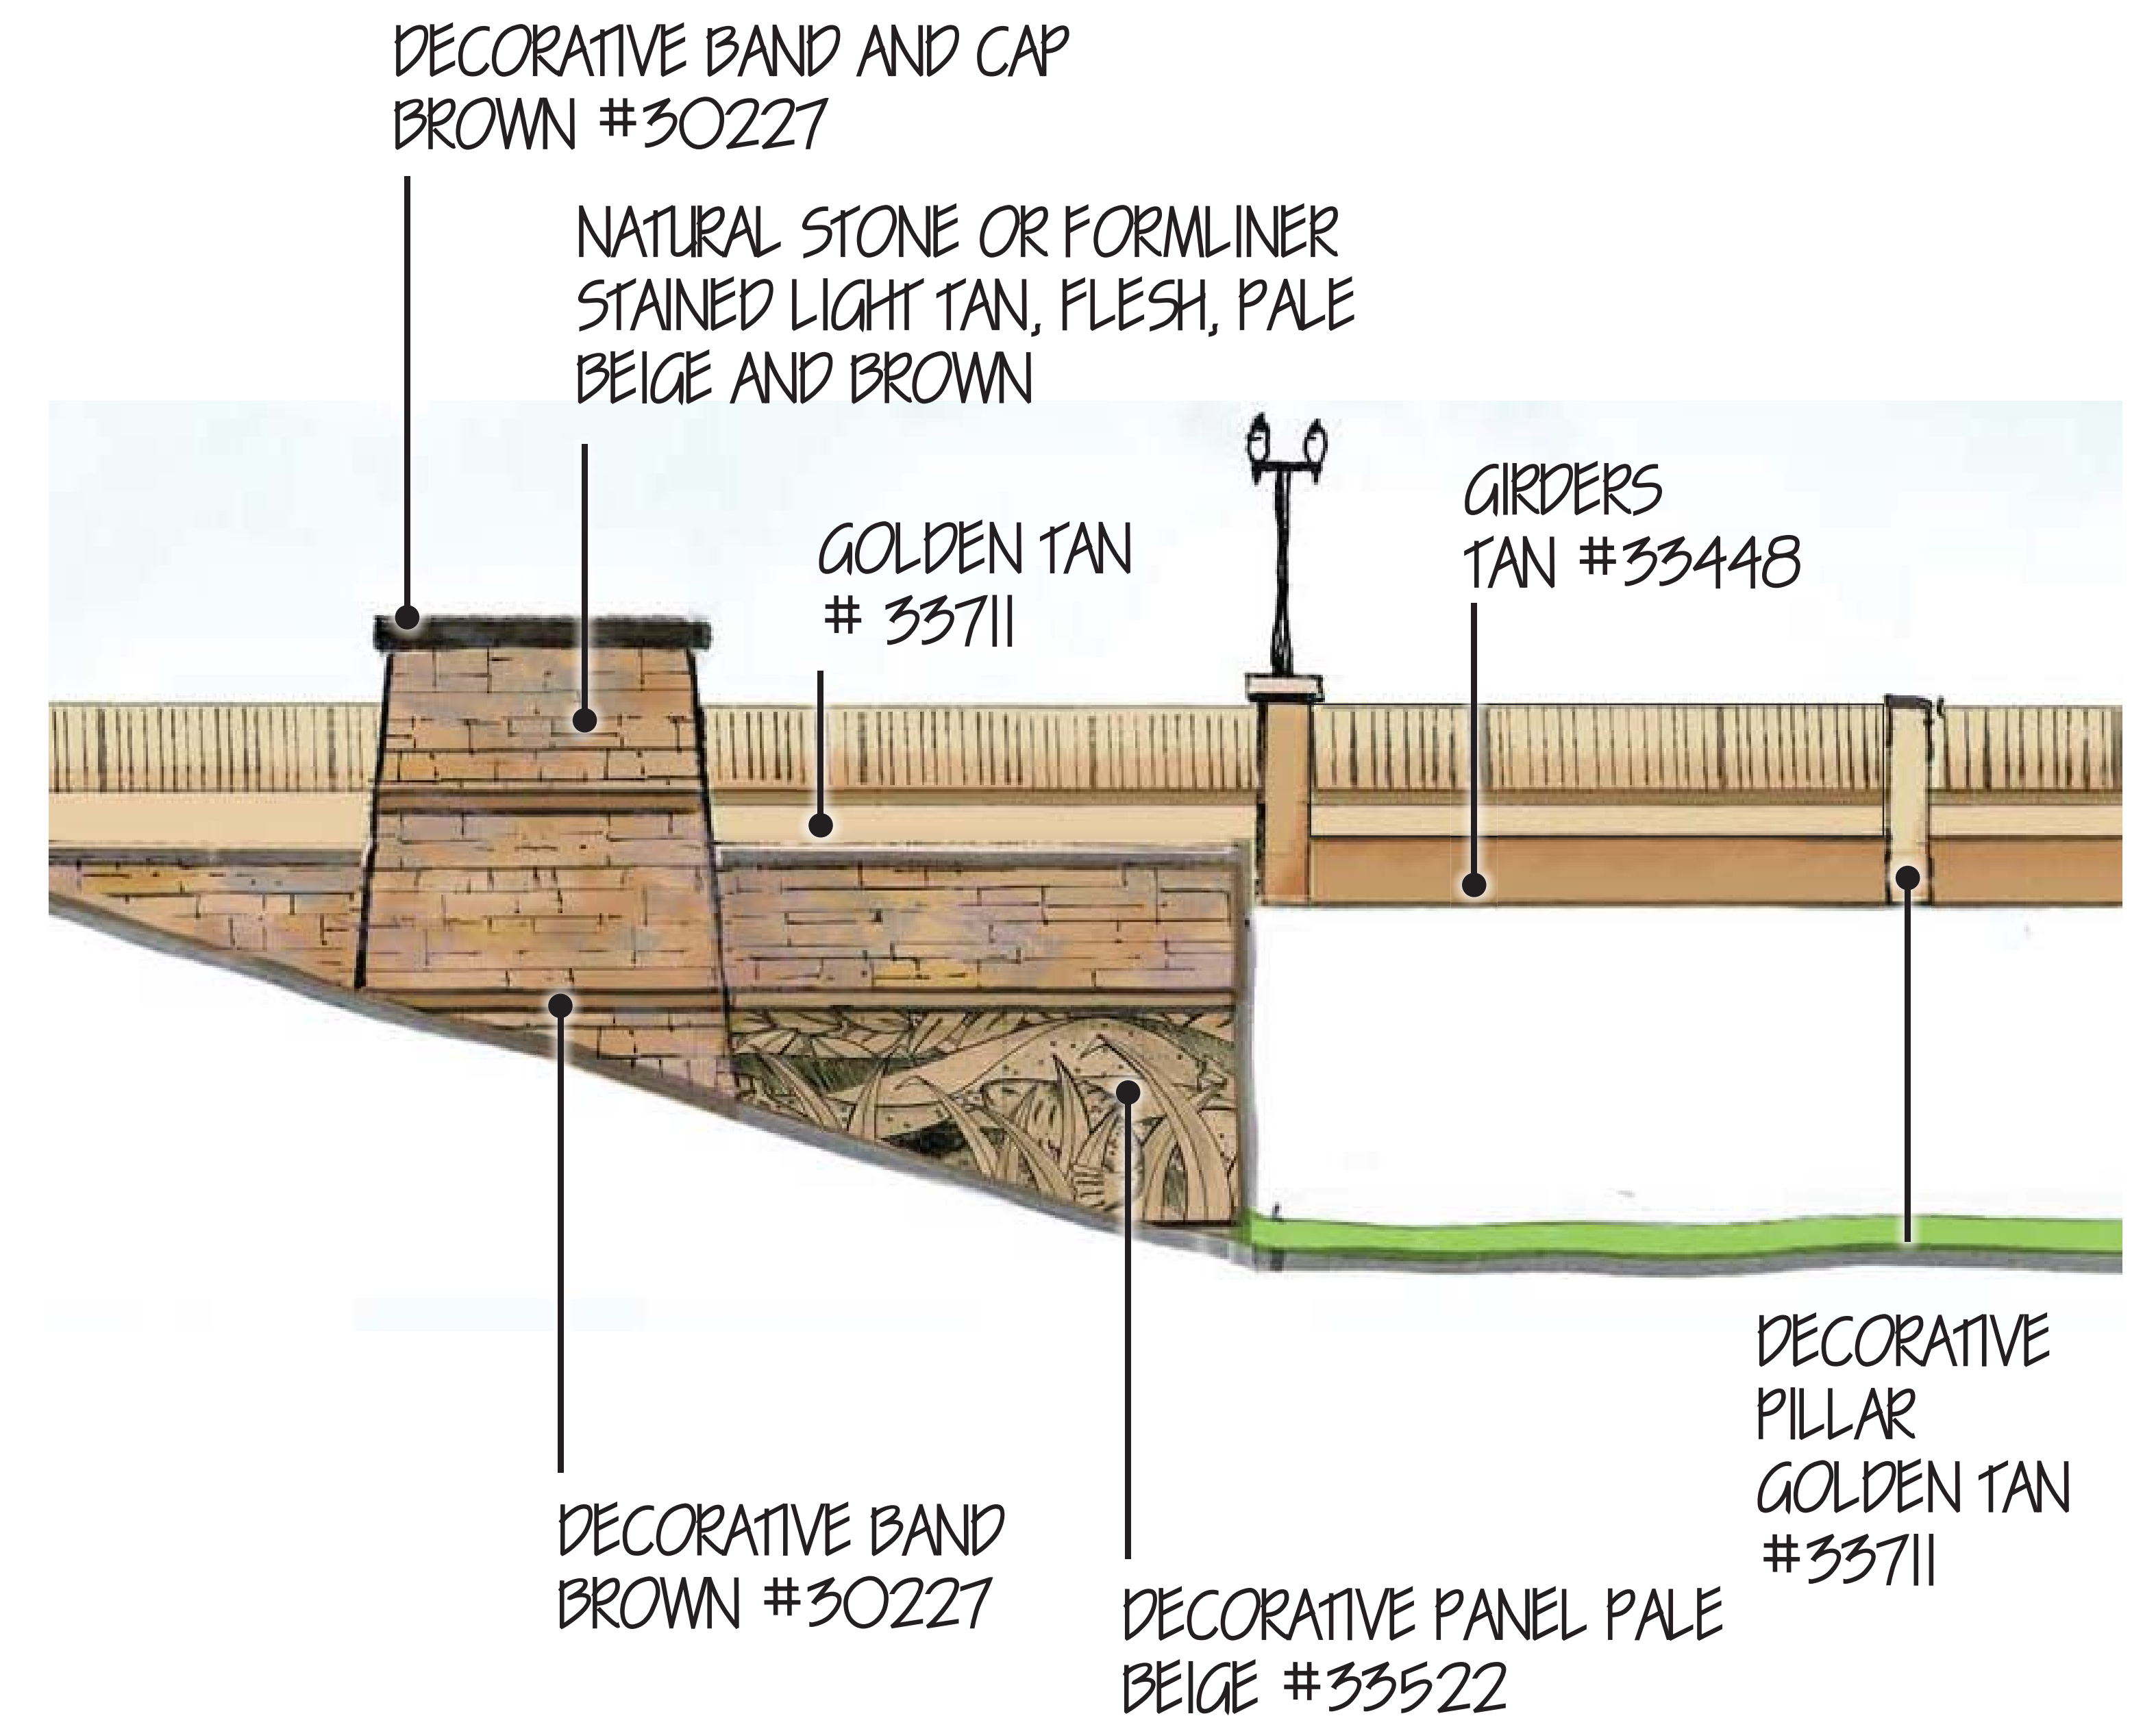 DECORATIVE BAND AND CAP
BROWN #30227
NATURAL STONE OR FORMLINER
STAINED LIGHT TAN, FLESH, PALE
BEIGE AND BROWN
GOLDEN TAN
# 33711
GIRDERS
TAN #33448
DECORATIVE
PILLAR
GOLDEN TAN
#33711
DECORATIVE BAND
BROWN #30227
DECORATIVE PANEL PALE
BEIGE #33522